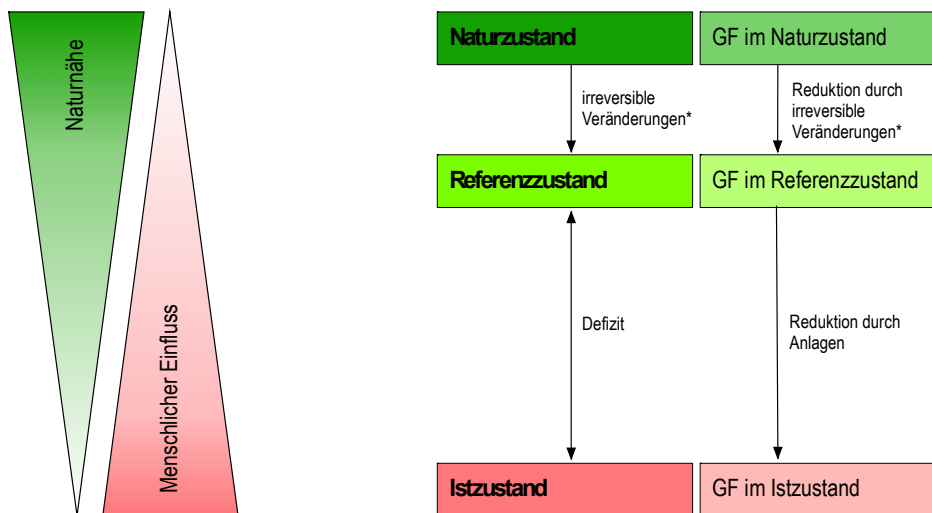 Naturnähe
Menschlicher Einfluss
Naturzustand
GF im Naturzustand
irreversible
Veränderungen*
Reduktion durch
irreversible
Veränderungen*
Referenzzustand
GF im Referenzzustand
Defizit
Reduktion durch
Anlagen
Istzustand
GF im Istzustand